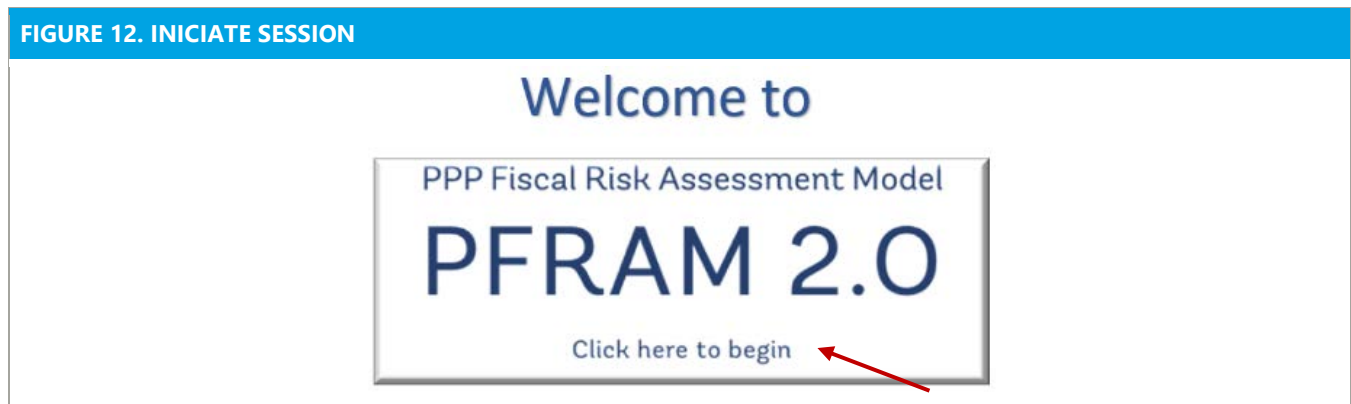 FIGURE 12. INICIATE SESSION
Welcome to
PPP Fiscal Risk Assessment Model
PFRAM 2.0
Click here to begin